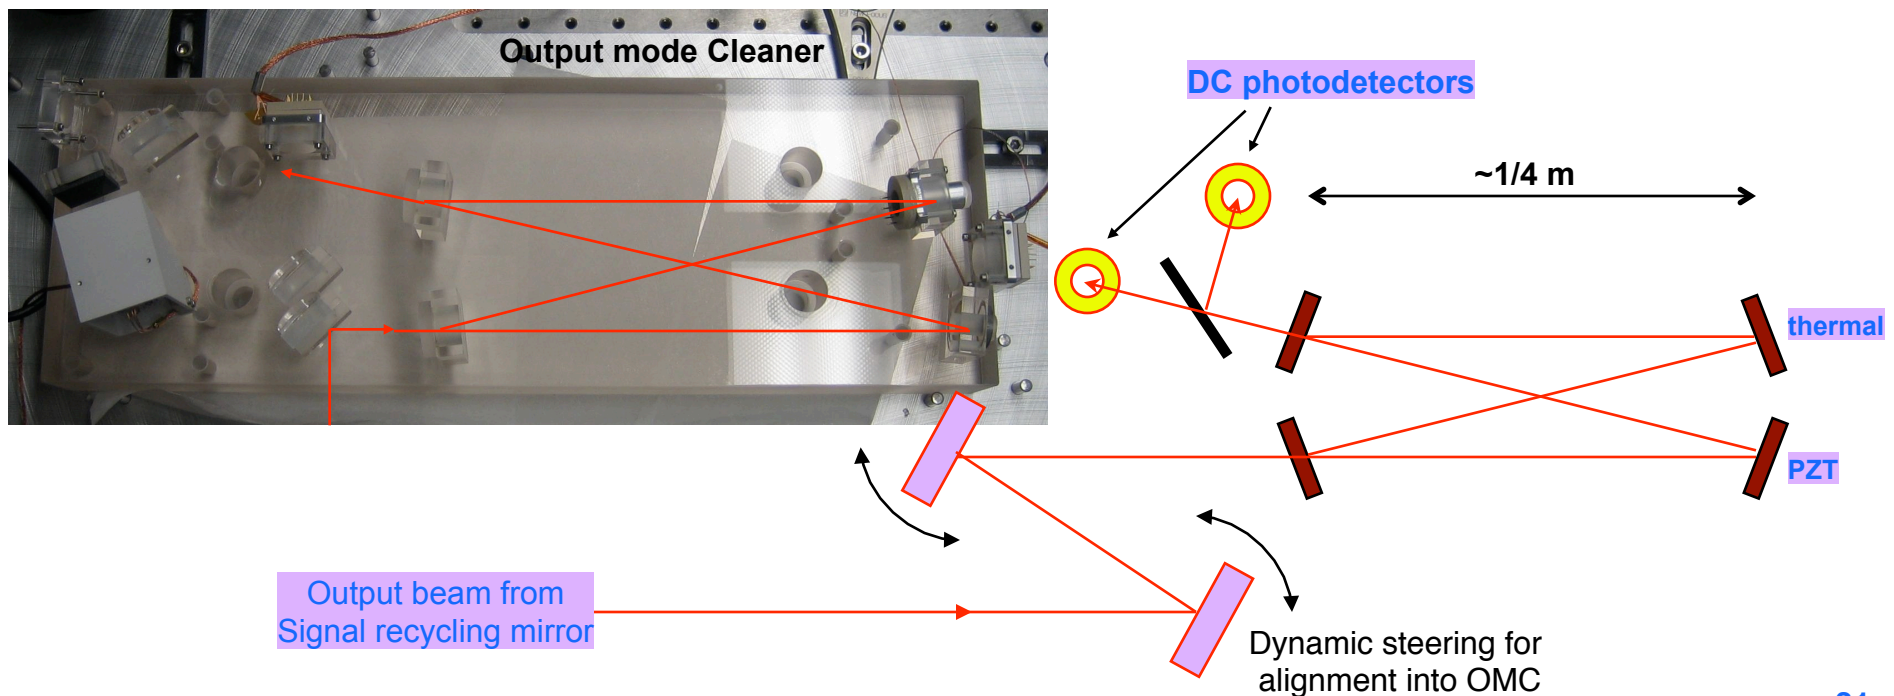 Output mode Cleaner
DC photodetectors
~1/4 m
thermal
PZT
Output beam from
Signal recycling mirror
Dynamic steering for
alignment into OMC